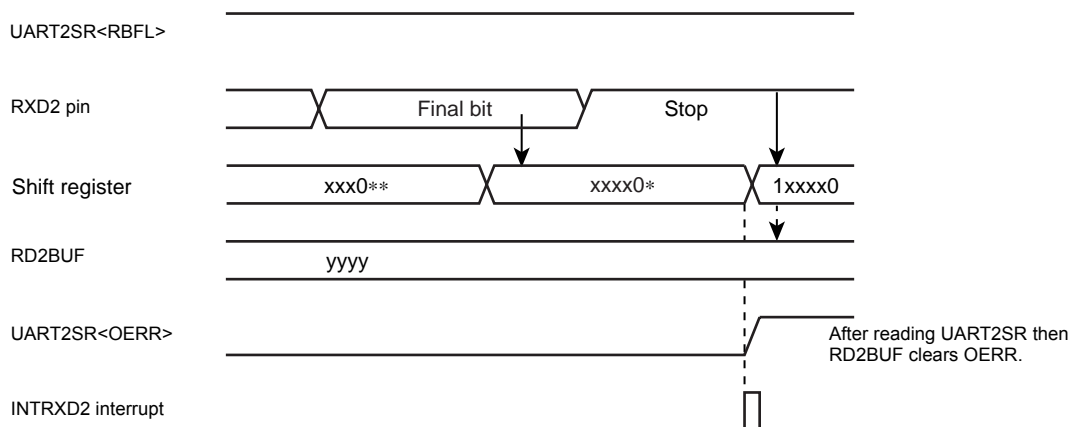 UART2SR<RBFL>
RXD2 pin
Final bit
Stop
Shift register
xxx0**
xxxx0*
1xxxx0
RD2BUF
yyyy
UART2SR<OERR>
After reading UART2SR then
RD2BUF clears OERR.
INTRXD2 interrupt